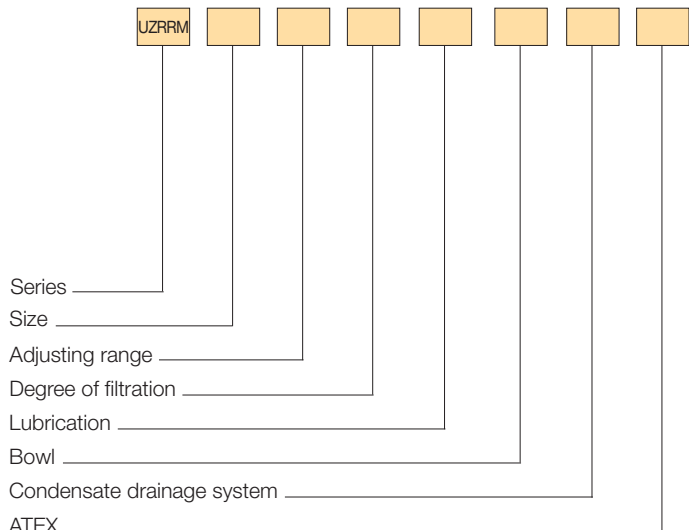 UZRRM
Series
Size
Adjusting range
Degree of filtration
Lubrication
Bowl
Condensate drainage system
ATEX